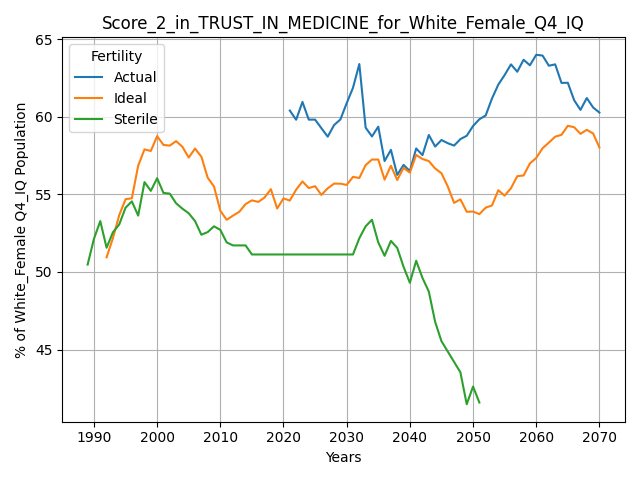 Score_2_in_TRUST_IN_MEDICINE_for_White_Female_Q4_IQ
Fertility
Actual
Ideal
Sterile
% of White_Female Q4_IQ Population
65
60
55
50
45
1990 2000 2010 2020 2030 2040 2050 2060 2070
Years